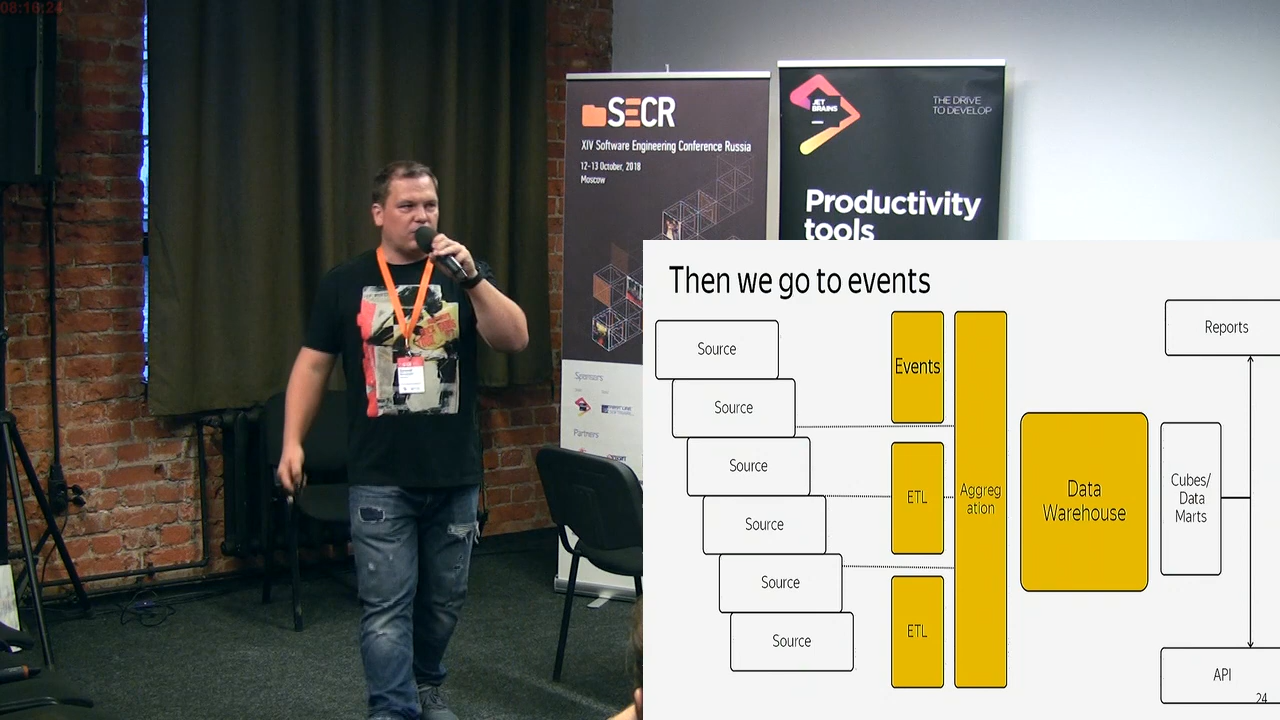 08:16:24
SECR
XIV Software Engineering Conference Russia
12-13 October, 2018
Moscow
Sponsors
Partners
JET
BRAINS
THE DRIVE
TO DEVELOP
Productivity
tools
Then we go to events
Source
Source
Source
Source
Source
Source
Events
ETL
ETL
Aggreg
ation
Data
Warehouse
Cubes/
Data
Marts
Reports
API
24